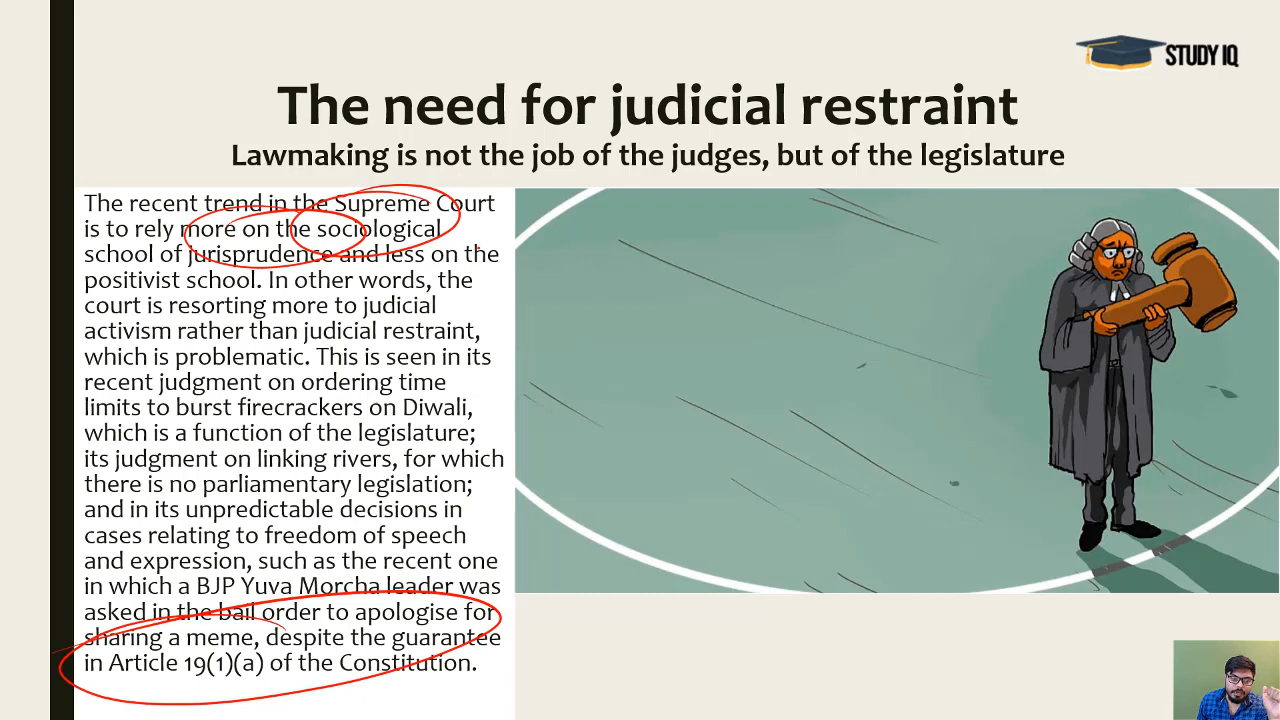 STUDY IQ
The need for judicial restraint
Lawmaking is not the job of the judges, but of the legislature
The recent trend in the Supreme Court
is to rely more on the sociological
school of jurisprudence and less on the
positivist school. In other words, the
court is resorting more to judicial
activism rather than judicial restraint,
which is problematic. This is seen in its
recent judgment on ordering time
limits to burst firecrackers on Diwali,
which is a function of the legislature;
its judgment on linking rivers, for which
there is no parliamentary legislation;
and in its unpredictable decisions in
cases relating to freedom of speech
and expression, such as the recent one
in which a BJP Yuva Morcha leader was
asked in the bail order to apologise for
sharing a meme, despite the guarantee
in Article 19(1)(a) of the Constitution.